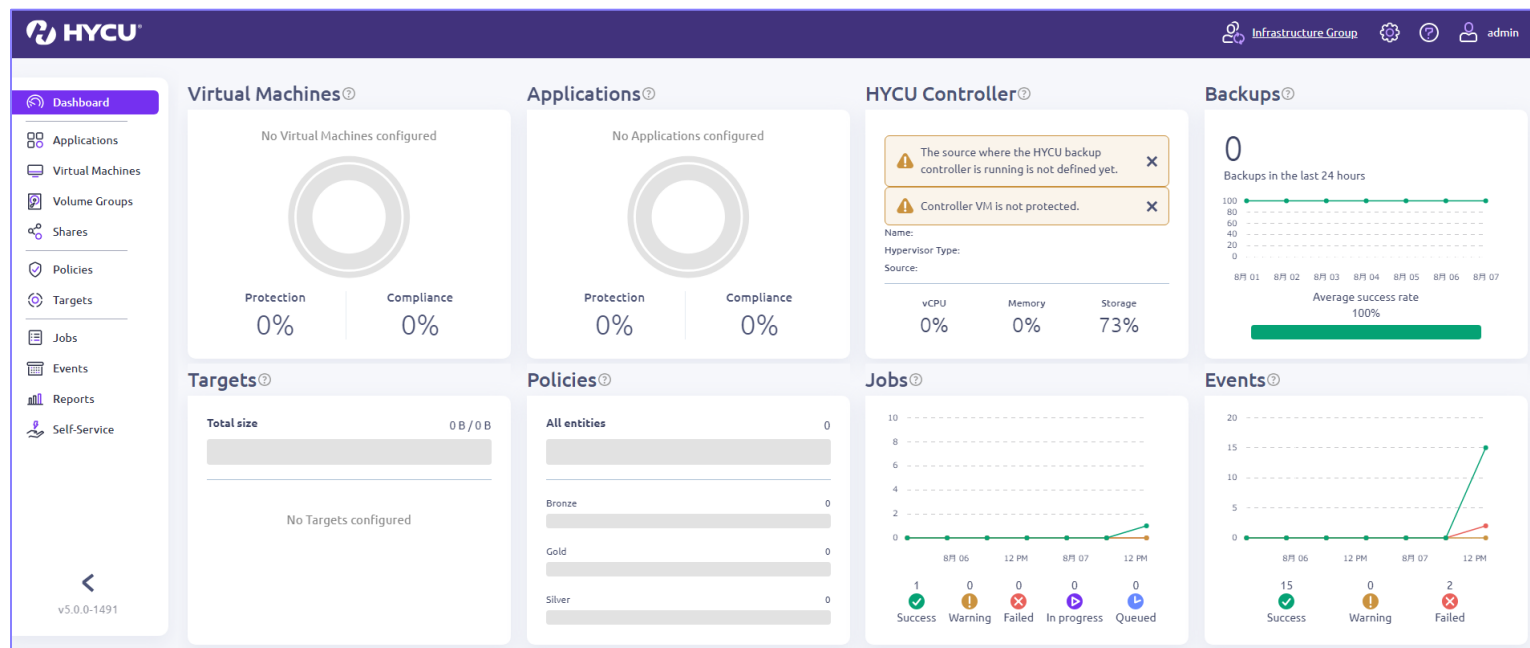 HYCU®
Infrastructure Group
admin
Dashboard
Applications
Virtual Machines
Volume Groups
Shares
Policies
Targets
Jobs
Events
Reports
Self-Service
v5.0.0-1491
Virtual Machines
No Virtual Machines configured
Protection
0%
Compliance
0%
Applications
No Applications configured
Protection
0%
Compliance
0%
HYCU Controller
The source where the HYCU backup
controller is running is not defined yet.
Controller VM is not protected.
Name:
Hypervisor Type:
Source:
vCPU
0%
Memory
0%
Storage
73%
Backups
0
Backups in the last 24 hours
100
80
60
40
20
0
8月 01 8月 02 8月 03 8月 04 8月 05 8月 06 8月 07
Average success rate
100%
Targets
Total size 0 B / 0 B
No Targets configured
Policies
All entities 0
Bronze 0
Gold 0
Silver 0
Jobs
10
8
6
4
2
0
8月 06 12 PM 8月 07 12 PM
1 0 0 0 0
Success Warning Failed In progress Queued
Events
20
15
10
5
0
8月 06 12 PM 8月 07 12 PM
15 0 2
Success Warning Failed